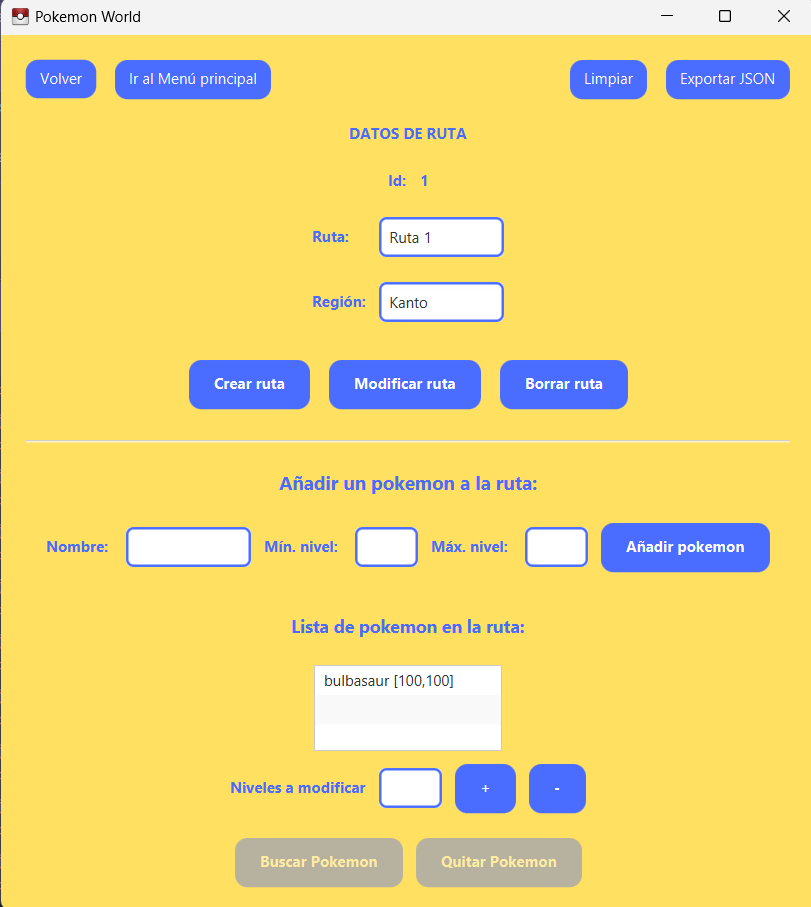 Pokemon World
Volver Ir al Menú principal Limpiar Exportar JSON
DATOS DE RUTA
Id: 1
Ruta: Ruta 1
Región: Kanto
Crear ruta Modificar ruta Borrar ruta
Añadir un pokemon a la ruta:
Nombre: Mín. nivel: Máx. nivel: Añadir pokemon
Lista de pokemon en la ruta:
bulbasaur [100,100]
Niveles a modificar + -
Buscar Pokemon Quitar Pokemon